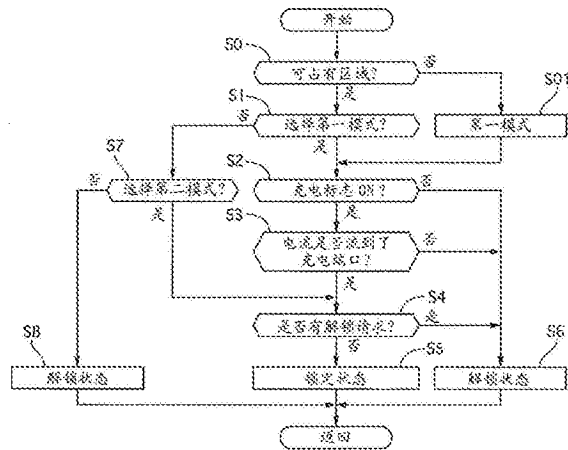 开始
S0
可占有区域?
否
S01
是
S1
否
选择第一模式?
第一模式
S7
是
S2
否
选择第二模式?
充电标志ON?
否
是
是
S3
电流是否流到了
充电端口?
否
是
S4
是否有解锁请求?
是
S8
否
S5
S6
解锁状态
锁定状态
解锁状态
返回